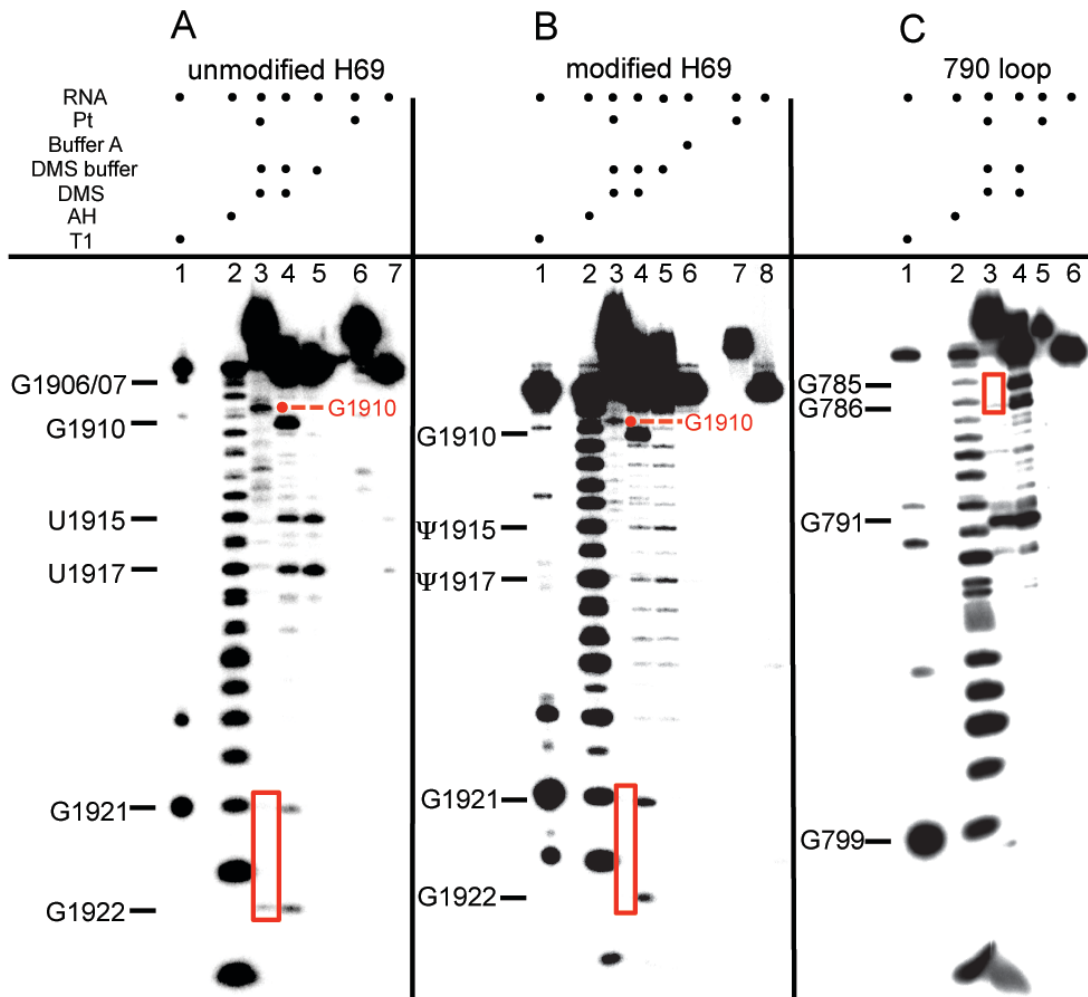 A B C
unmodified H69 modified H69 790 loop
RNA
Pt
Buffer A
DMS buffer
DMS
AH
T1
1 2 3 4 5 6 7 1 2 3 4 5 6 7 8 1 2 3 4 5 6
G1906/07
G1910
G1910
U1915
U1917
G1921
G1922
G1910
G1910
Ψ1915
Ψ1917
G1921
G1922
G785
G786
G791
G799